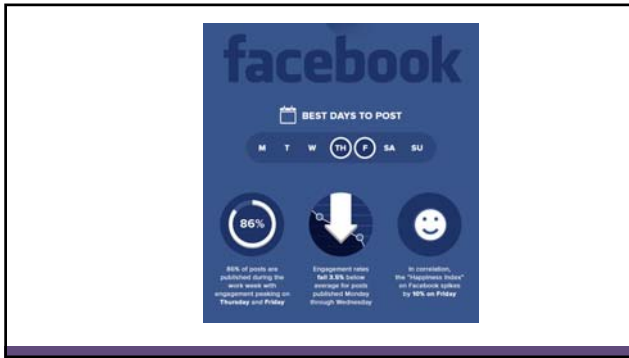 facebook
BEST DAYS TO POST
M T W TH F SA SU
86%
86% of posts are
published during the
work week with
engagement peaking on
Thursday and Friday
Engagement rates
fall 3.5% below
average for posts
published Monday
through Wednesday
In correlation,
the "Happiness Index"
on Facebook spikes
by 10% on Friday